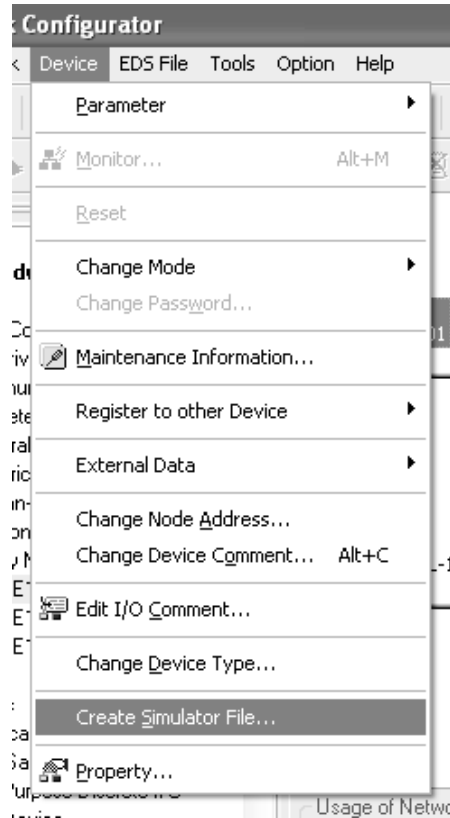 Configurator
Device EDS File Tools Option Help
Parameter
Monitor... Alt+M
Reset
Change Mode
Change Password...
Maintenance Information...
Register to other Device
External Data
Change Node Address...
Change Device Comment... Alt+C
Edit I/O Comment...
Change Device Type...
Create Simulator File...
Property...
Usage of